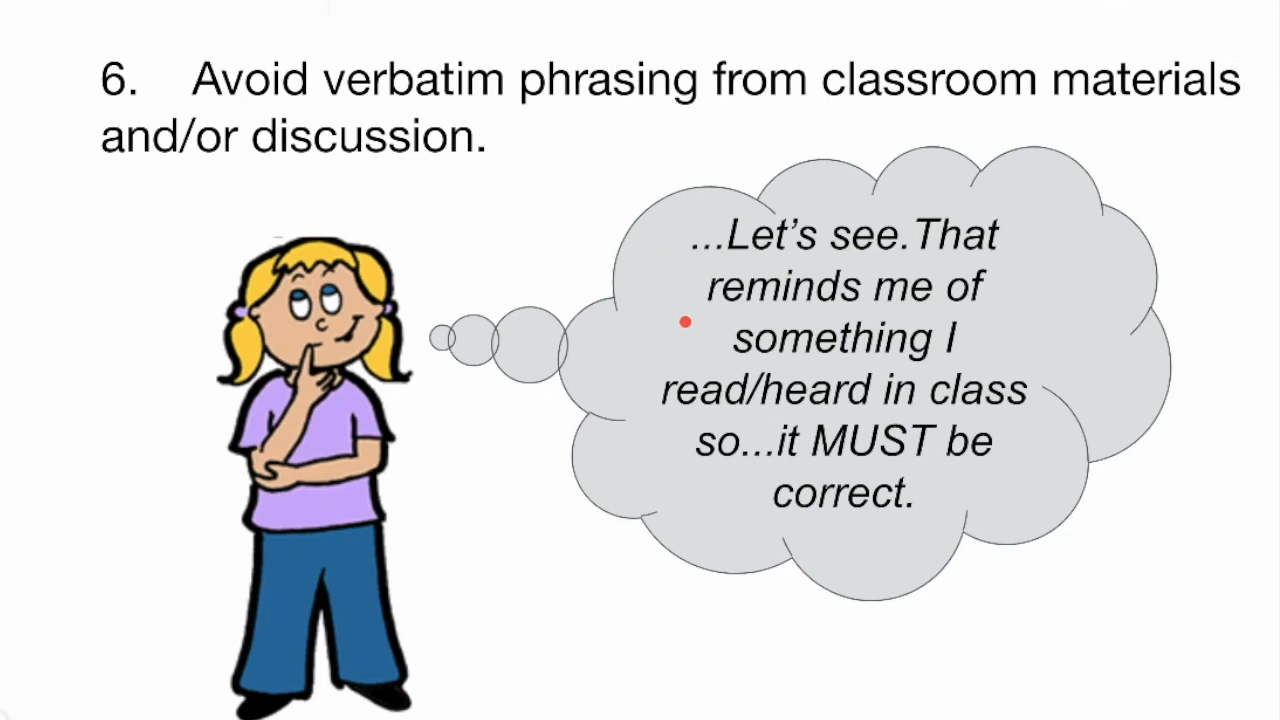 6. Avoid verbatim phrasing from classroom materials
and/or discussion.
...Let’s see.That
reminds me of
something I
read/heard in class
so...it MUST be
correct.